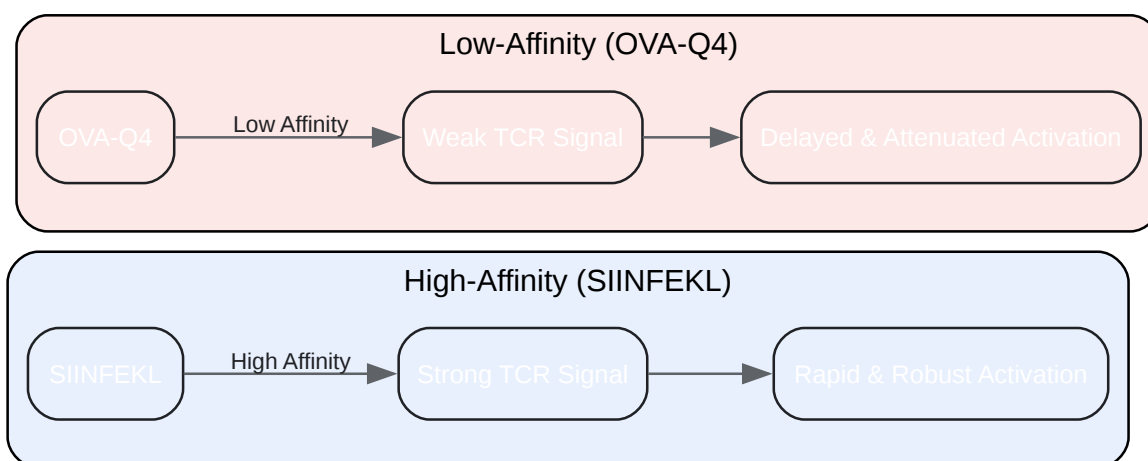 Low-Affinity (OVA-Q4)
OVA-Q4
Low Affinity
Weak TCR Signal
Delayed & Attenuated Activation
High-Affinity (SIINFEKL)
SIINFEKL
High Affinity
Strong TCR Signal
Rapid & Robust Activation